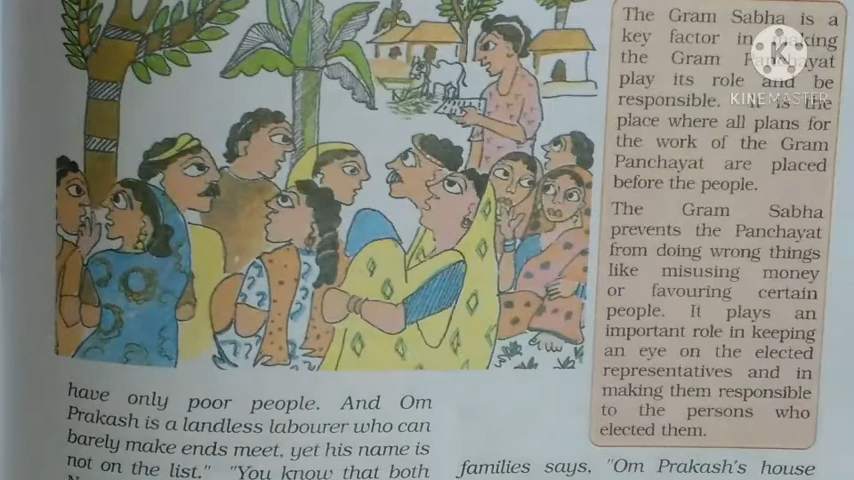 The Gram Sabha is a
key factor in making
the Gram Panchayat
play its role and be
responsible. It is the
place where all plans for
the work of the Gram
Panchayat are placed
before the people.
The Gram Sabha
prevents the Panchayat
from doing wrong things
like misusing money
or favouring certain
people. It plays an
important role in keeping
an eye on the elected
representatives and in
making them responsible
to the persons who
elected them.
KINEMASTER
have only poor people. And Om
Prakash is a landless labourer who can
barely make ends meet, yet his name is
not on the list." "You know that both
families says, "Om Prakash's house